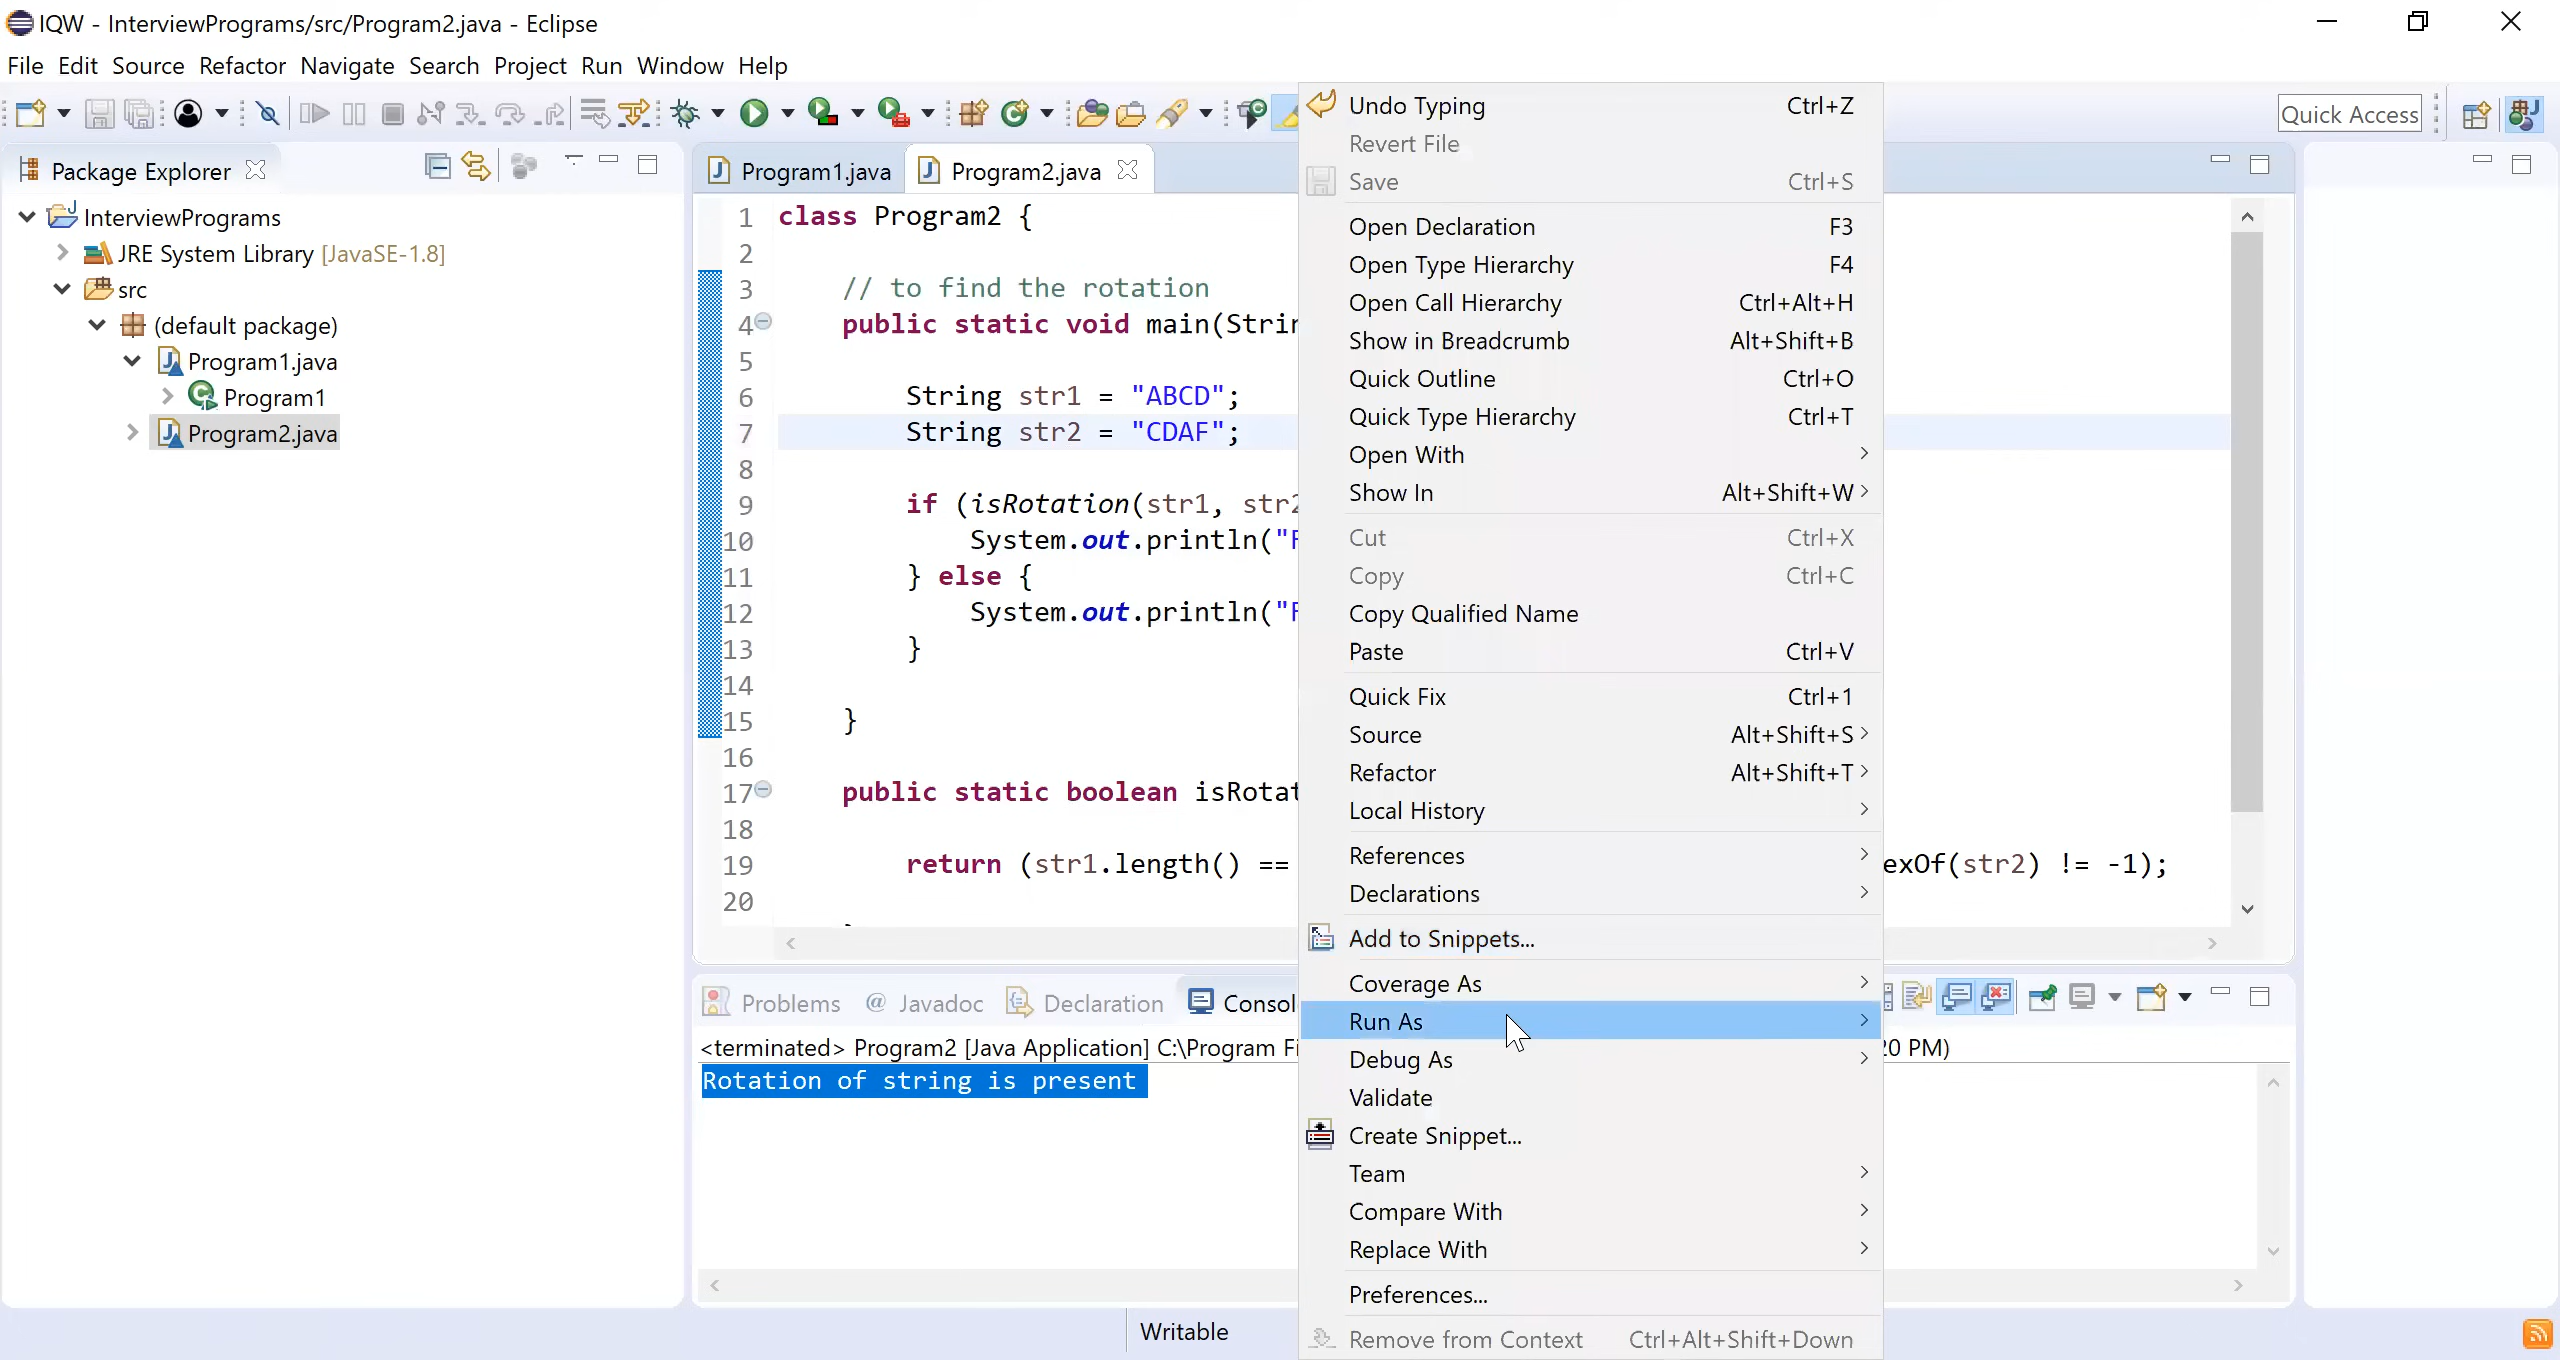 IQW - InterviewPrograms/src/Program2.java - Eclipse
File Edit Source Refactor Navigate Search Project Run Window Help
Quick Access
Package Explorer
InterviewPrograms
JRE System Library [JavaSE-1.8]
src
(default package)
Program1.java
Program1
Program2.java
Program1.java Program2.java
1 class Program2 {
2
3 // to find the rotation
4 public static void main(Strin
5
6 String str1 = "ABCD";
7 String str2 = "CDAF";
8
9 if (isRotation(str1, str2
10 System.out.println("R
11 } else {
12 System.out.println("R
13 }
14
15 }
16
17 public static boolean isRotat
18
19 return (str1.length() == exOf(str2) != -1);
20
Undo Typing Ctrl+Z
Revert File
Save Ctrl+S
Open Declaration F3
Open Type Hierarchy F4
Open Call Hierarchy Ctrl+Alt+H
Show in Breadcrumb Alt+Shift+B
Quick Outline Ctrl+O
Quick Type Hierarchy Ctrl+T
Open With
Show In Alt+Shift+W
Cut Ctrl+X
Copy Ctrl+C
Copy Qualified Name
Paste Ctrl+V
Quick Fix Ctrl+1
Source Alt+Shift+S
Refactor Alt+Shift+T
Local History
References
Declarations
Add to Snippets...
Coverage As
Run As
Debug As
Validate
Create Snippet...
Team
Compare With
Replace With
Preferences...
Remove from Context Ctrl+Alt+Shift+Down
Problems @ Javadoc Declaration Consol
<terminated> Program2 [Java Application] C:\Program Fi 20 PM)
Rotation of string is present
Writable